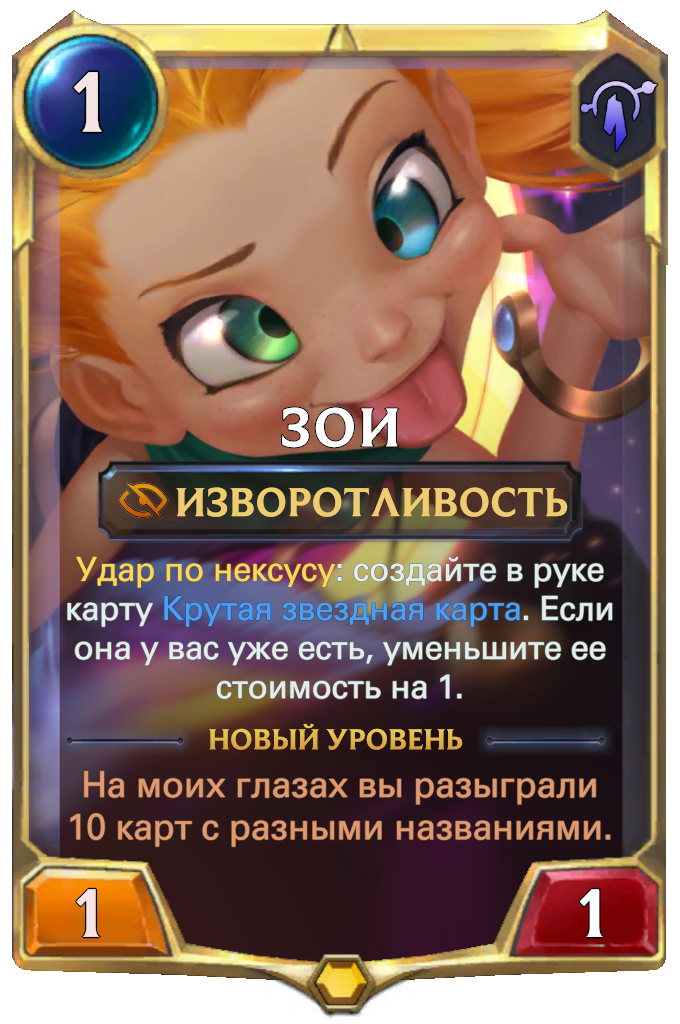 1
ЗОИ
ИЗВОРОТЛИВОСТЬ
Удар по нексусу: создайте в руке
карту Крутая звездная карта. Если
она у вас уже есть, уменьшите ее
стоимость на 1.
НОВЫЙ УРОВЕНЬ
На моих глазах вы разыграли
10 карт с разными названиями.
1
1